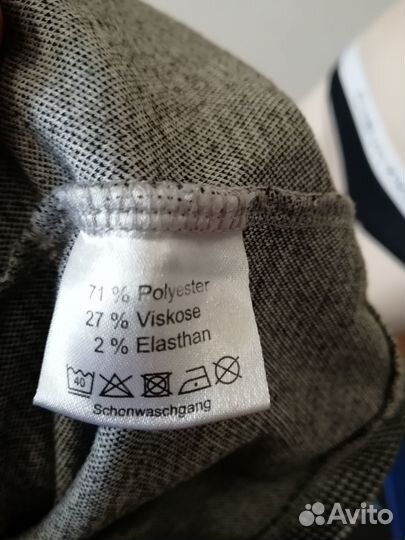 71 % Polyester
27 % Viskose
2 % Elasthan
40
Schonwaschgang
Avito